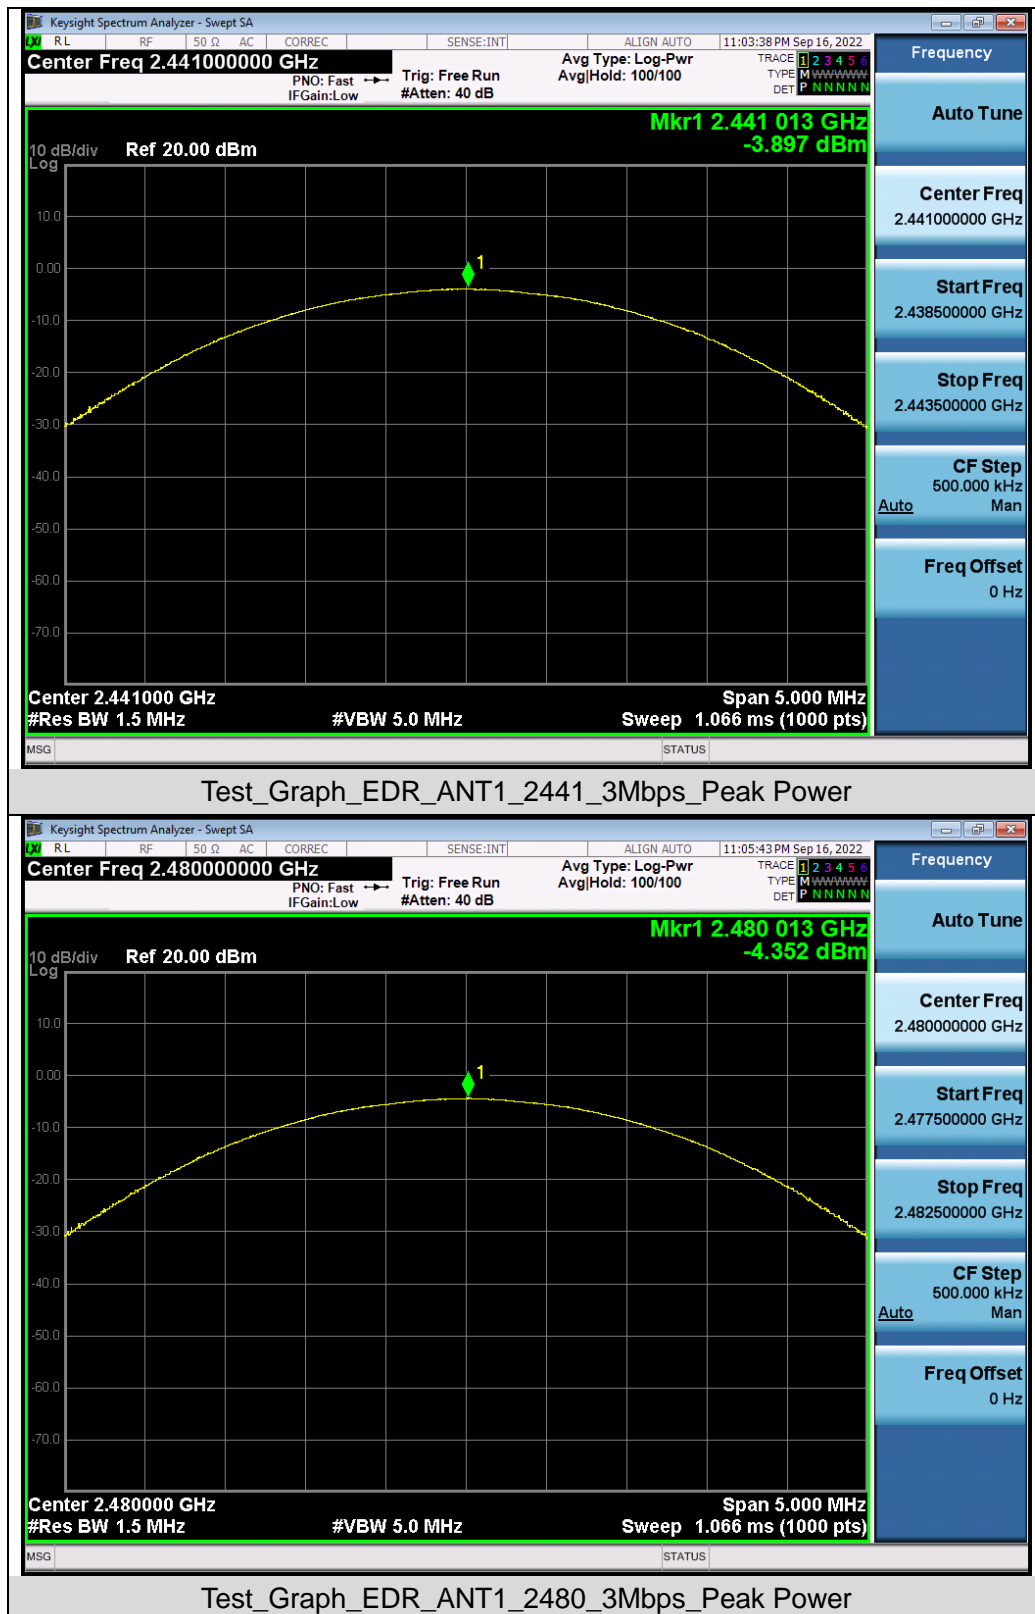 Keysight Spectrum Analyzer - Swept SA
LXI RL RF 50 Ω AC CORREC SENSE:INT ALIGN AUTO 11:03:38 PM Sep 16, 2022
Center Freq 2.441000000 GHz
PNO: Fast
IFGain:Low
Trig: Free Run
#Atten: 40 dB
Avg Type: Log-Pwr
Avg|Hold: 100/100
TRACE 1 2 3 4 5 6
TYPE M WWWWW
DET P N N N N N
Mkr1 2.441 013 GHz
-3.897 dBm
10 dB/div Ref 20.00 dBm
Log
10.0
0.00
1
-10.0
-20.0
-30.0
-40.0
-50.0
-60.0
-70.0
Center 2.441000 GHz Span 5.000 MHz
#Res BW 1.5 MHz #VBW 5.0 MHz Sweep 1.066 ms (1000 pts)
MSG STATUS
Frequency
Auto Tune
Center Freq
2.441000000 GHz
Start Freq
2.438500000 GHz
Stop Freq
2.443500000 GHz
CF Step
500.000 kHz
Auto Man
Freq Offset
0 Hz
Test_Graph_EDR_ANT1_2441_3Mbps_Peak Power
Keysight Spectrum Analyzer - Swept SA
LXI RL RF 50 Ω AC CORREC SENSE:INT ALIGN AUTO 11:05:43 PM Sep 16, 2022
Center Freq 2.480000000 GHz
PNO: Fast
IFGain:Low
Trig: Free Run
#Atten: 40 dB
Avg Type: Log-Pwr
Avg|Hold: 100/100
TRACE 1 2 3 4 5 6
TYPE M WWWWW
DET P N N N N N
Mkr1 2.480 013 GHz
-4.352 dBm
10 dB/div Ref 20.00 dBm
Log
10.0
0.00
1
-10.0
-20.0
-30.0
-40.0
-50.0
-60.0
-70.0
Center 2.480000 GHz Span 5.000 MHz
#Res BW 1.5 MHz #VBW 5.0 MHz Sweep 1.066 ms (1000 pts)
MSG STATUS
Frequency
Auto Tune
Center Freq
2.480000000 GHz
Start Freq
2.477500000 GHz
Stop Freq
2.482500000 GHz
CF Step
500.000 kHz
Auto Man
Freq Offset
0 Hz
Test_Graph_EDR_ANT1_2480_3Mbps_Peak Power